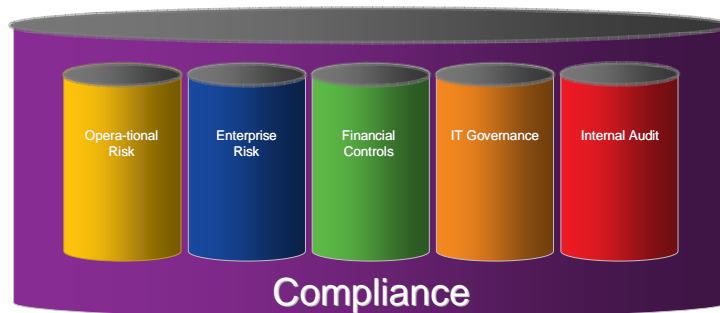 Opera-tional
Risk
Enterprise
Risk
Financial
Controls
IT Governance
Internal Audit
Compliance